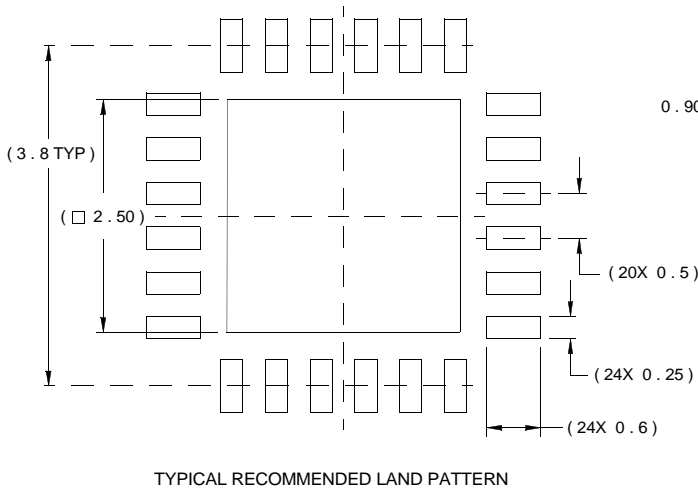 0.90
( 3 . 8 TYP )
( □ 2 . 50 )
( 20X 0 . 5 )
( 24X 0 . 25 )
( 24X 0 . 6 )
TYPICAL RECOMMENDED LAND PATTERN